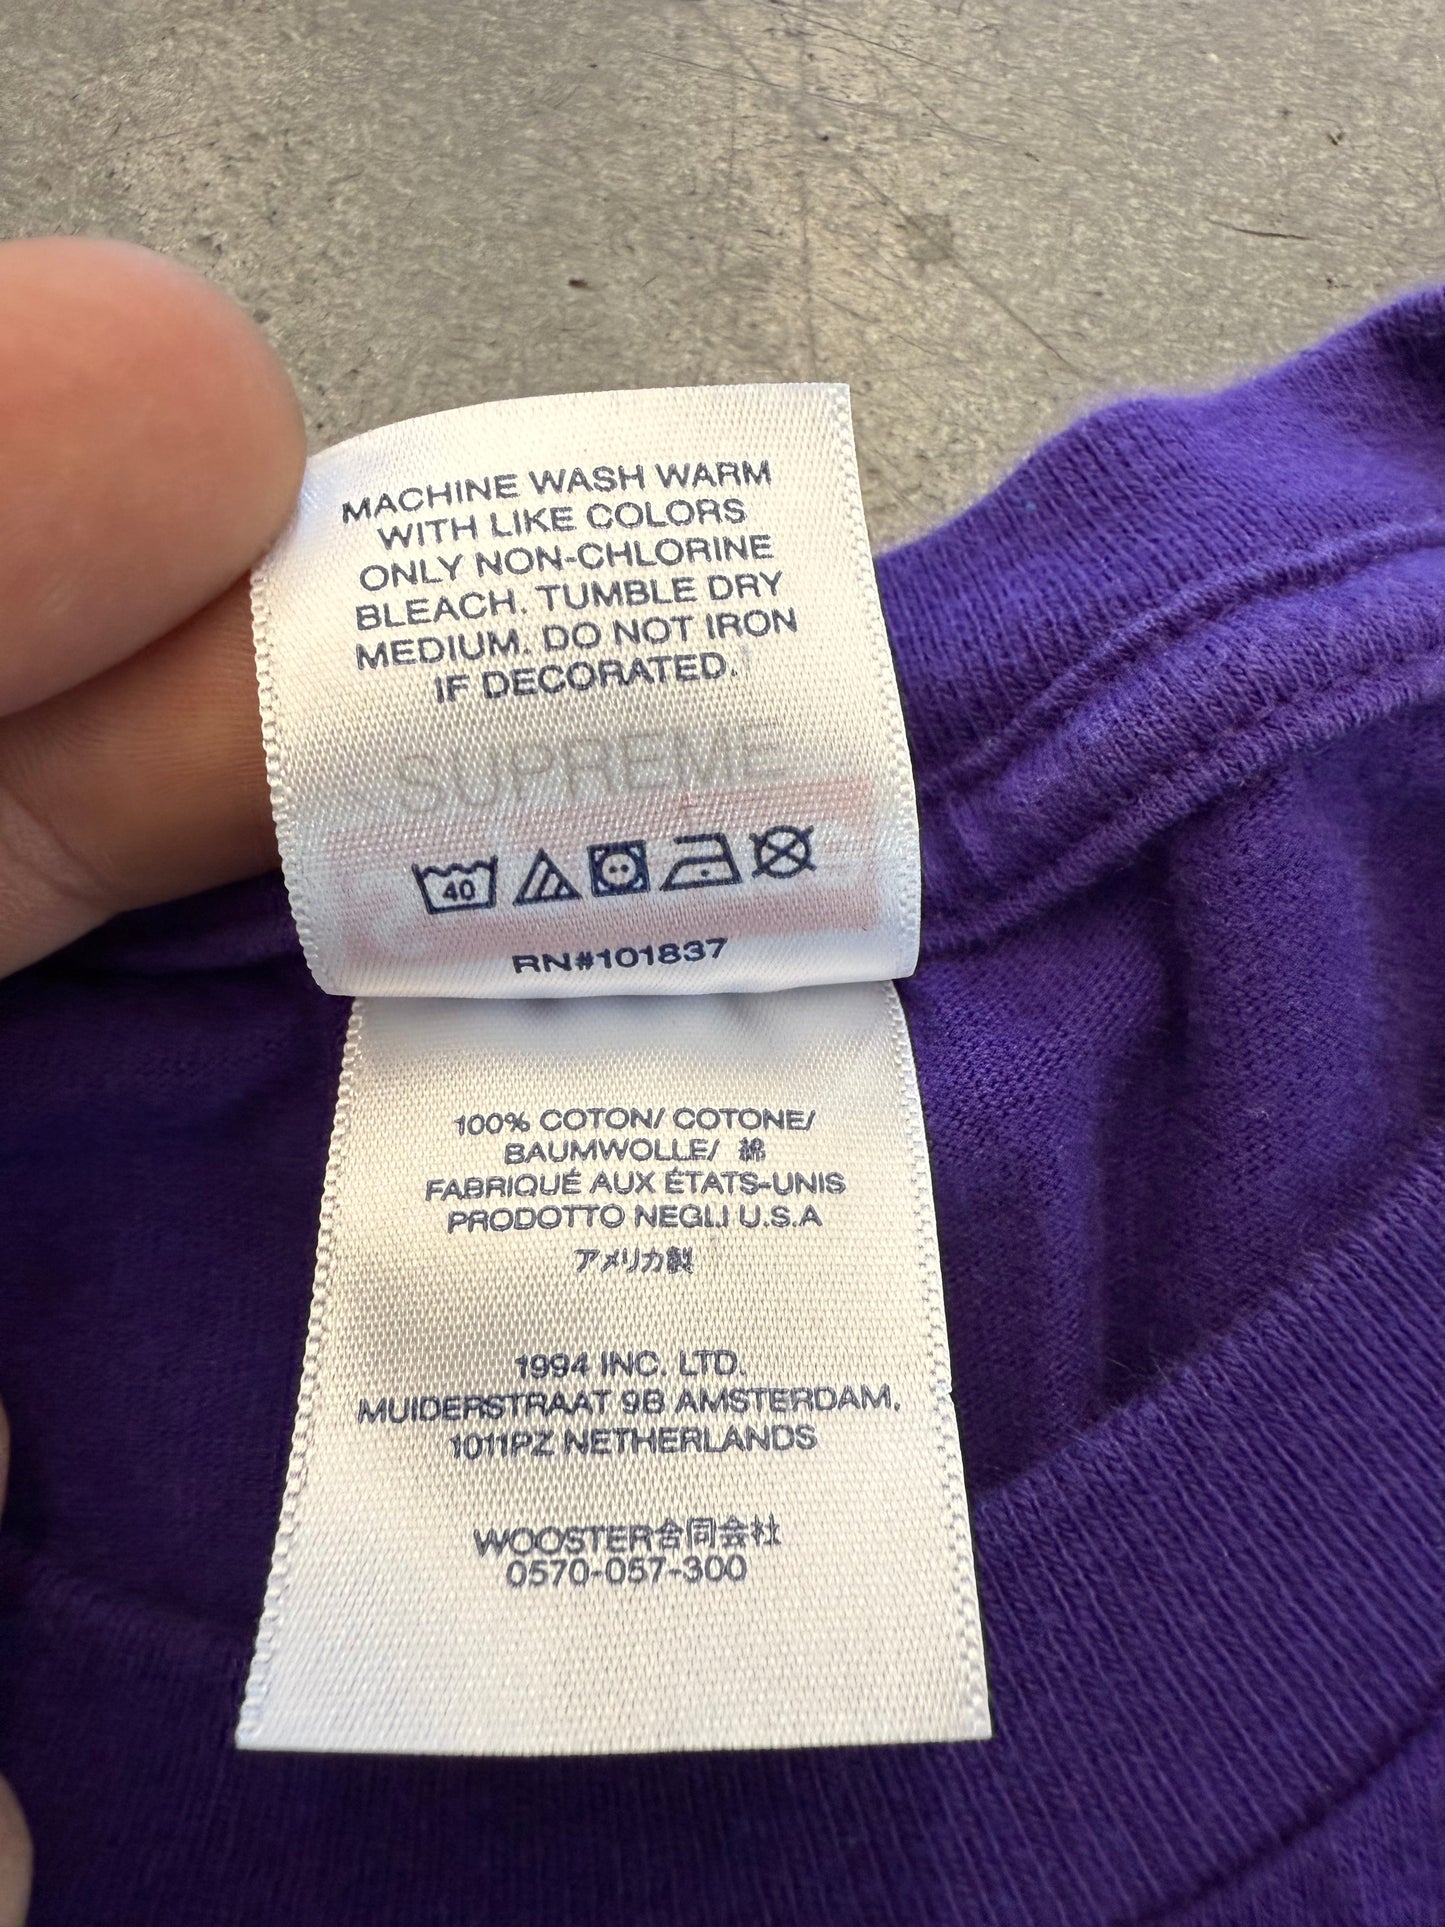 MACHINE WASH WARM
WITH LIKE COLORS
ONLY NON-CHLORINE
BLEACH. TUMBLE DRY
MEDIUM. DO NOT IRON
IF DECORATED.
SUPREME
40
RN#101837
100% COTON/ COTONE/
BAUMWOLLE/ 綿
FABRIQUÉ AUX ÉTATS-UNIS
PRODOTTO NEGLI U.S.A
アメリカ製
1994 INC. LTD.
MUIDERSTRAAT 9B AMSTERDAM,
1011PZ NETHERLANDS
WOOSTER合同会社
0570-057-300